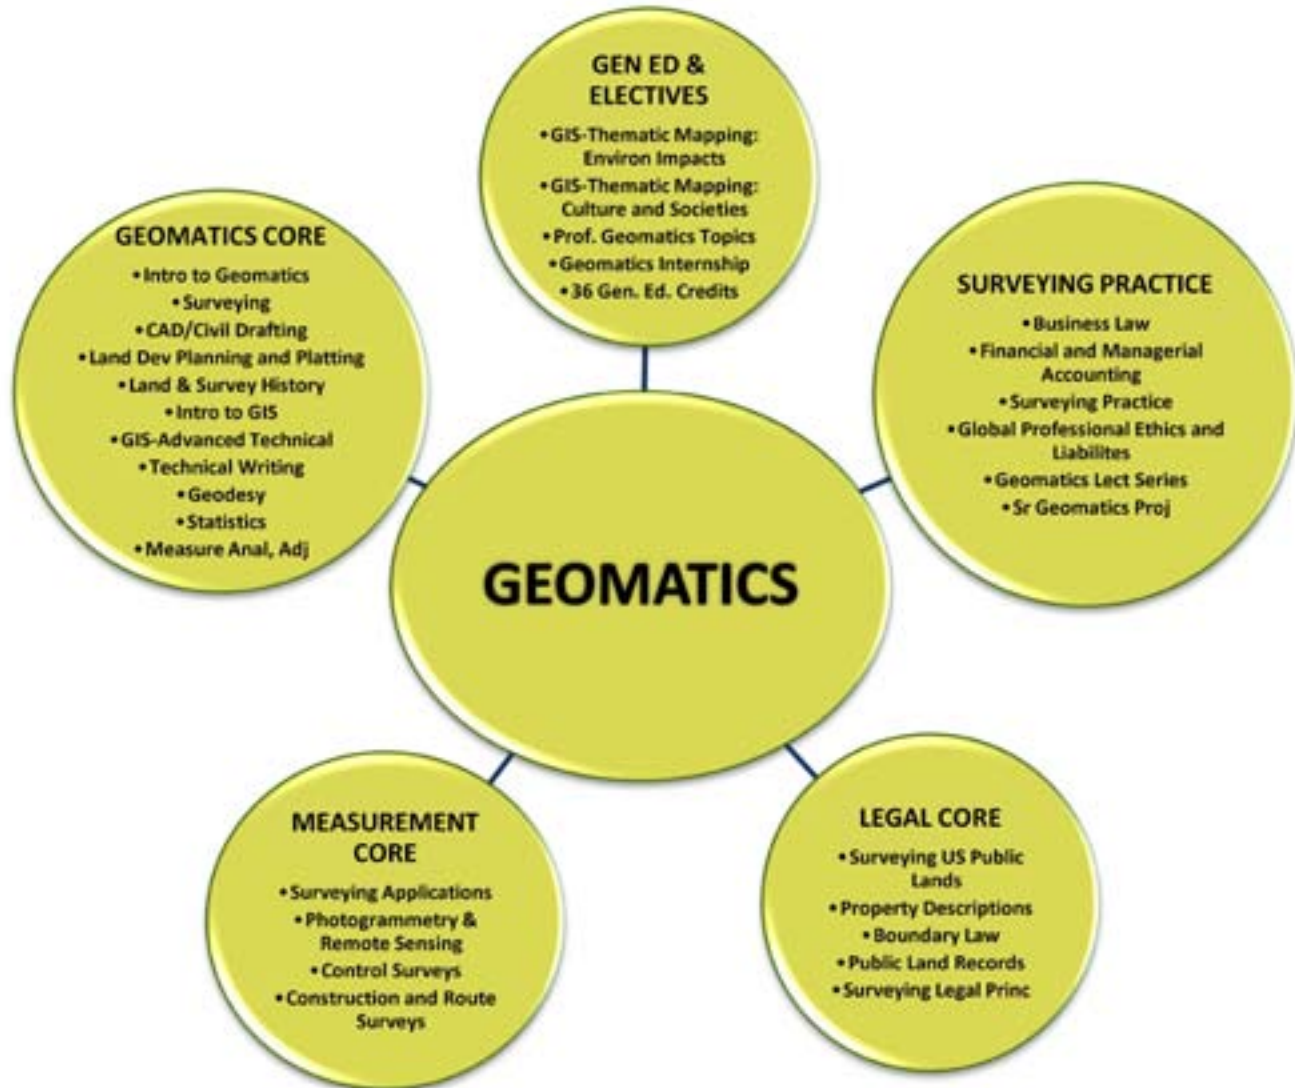 GEN ED &
ELECTIVES
•GIS-Thematic Mapping:
Environ Impacts
•GIS-Thematic Mapping:
Culture and Societies
•Prof. Geomatics Topics
•Geomatics Internship
•36 Gen. Ed. Credits
GEOMATICS CORE
•Intro to Geomatics
•Surveying
•CAD/Civil Drafting
•Land Dev Planning and Platting
•Land & Survey History
•Intro to GIS
•GIS-Advanced Technical
•Technical Writing
•Geodesy
•Statistics
•Measure Anal, Adj
SURVEYING PRACTICE
•Business Law
•Financial and Managerial
Accounting
•Surveying Practice
•Global Professional Ethics and
Liabilites
•Geomatics Lect Series
•Sr Geomatics Proj
GEOMATICS
MEASUREMENT
CORE
•Surveying Applications
•Photogrammetry &
Remote Sensing
•Control Surveys
•Construction and Route
Surveys
LEGAL CORE
•Surveying US Public
Lands
•Property Descriptions
•Boundary Law
•Public Land Records
•Surveying Legal Princ